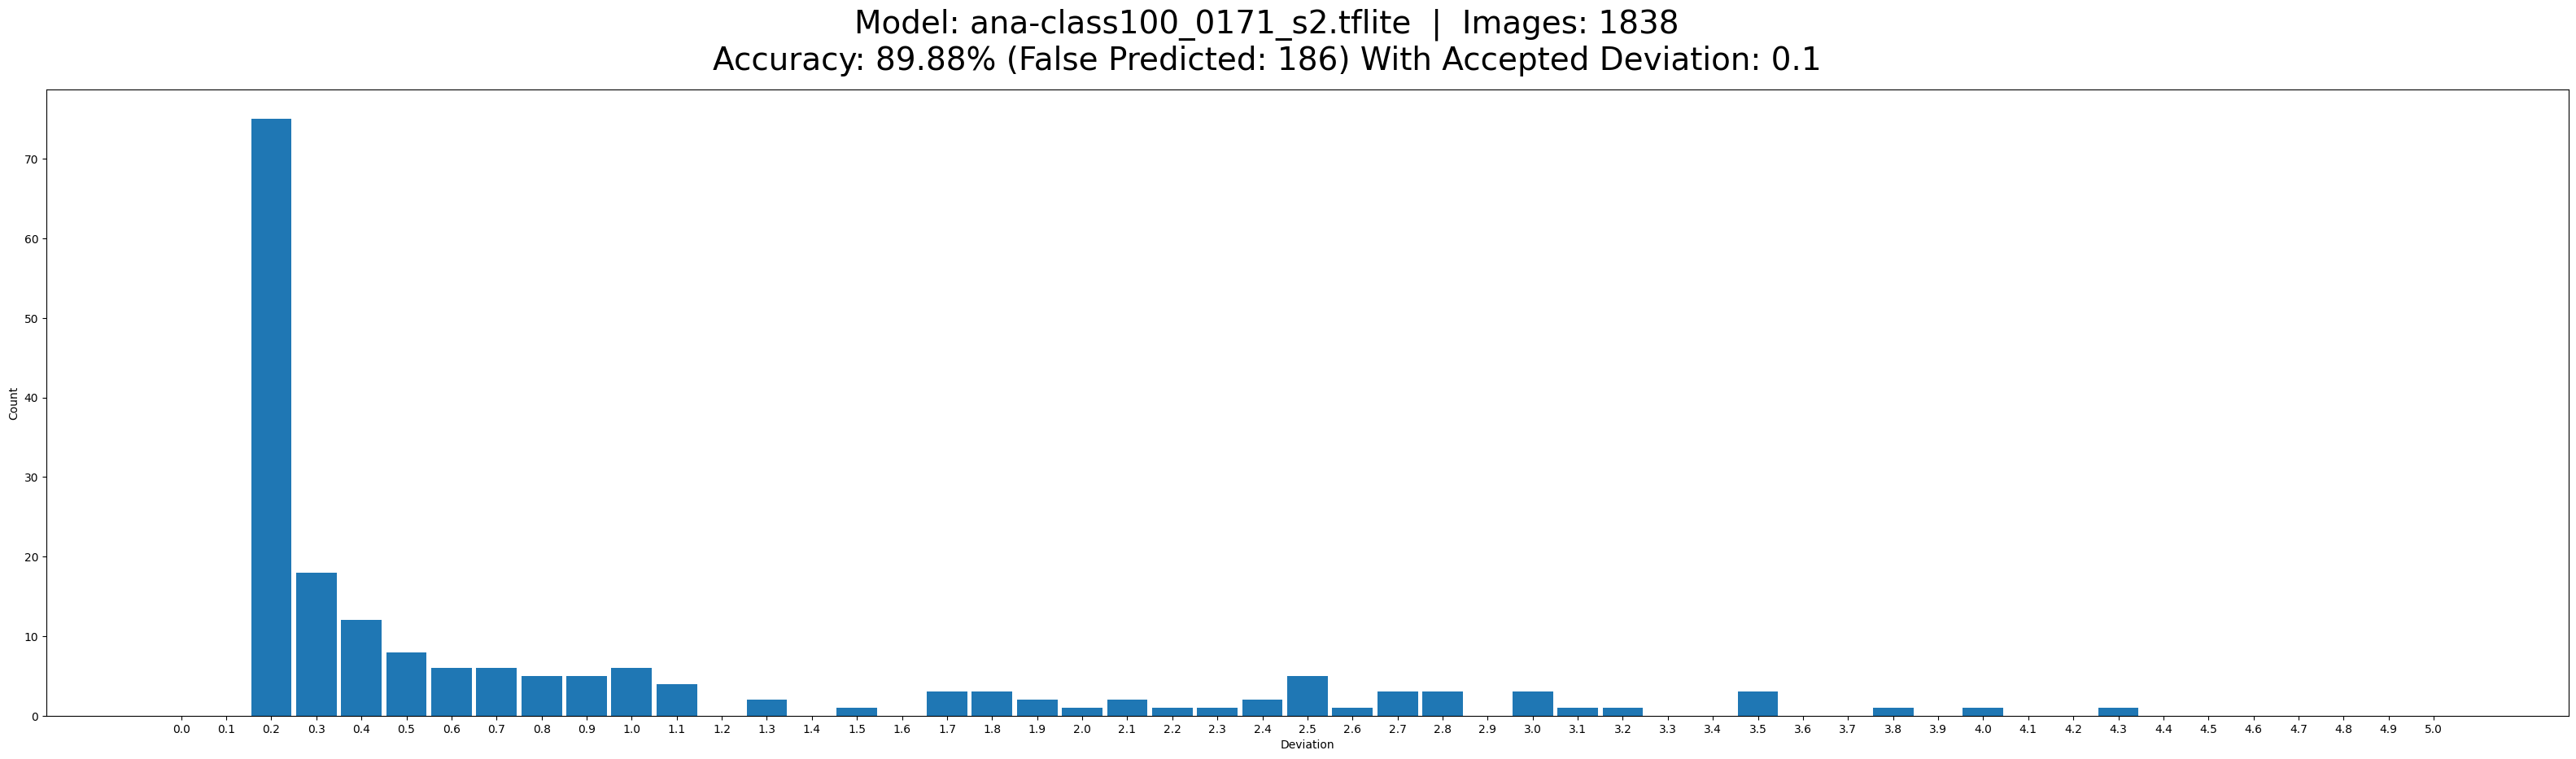 Model: ana-class100_0171_s2.tflite | Images: 1838
Accuracy: 89.88% (False Predicted: 186) With Accepted Deviation: 0.1
70
60
50
40
30
20
10
0
Count
0.0 0.1 0.2 0.3 0.4 0.5 0.6 0.7 0.8 0.9 1.0 1.1 1.2 1.3 1.4 1.5 1.6 1.7 1.8 1.9 2.0 2.1 2.2 2.3 2.4 2.5 2.6 2.7 2.8 2.9 3.0 3.1 3.2 3.3 3.4 3.5 3.6 3.7 3.8 3.9 4.0 4.1 4.2 4.3 4.4 4.5 4.6 4.7 4.8 4.9 5.0
Deviation